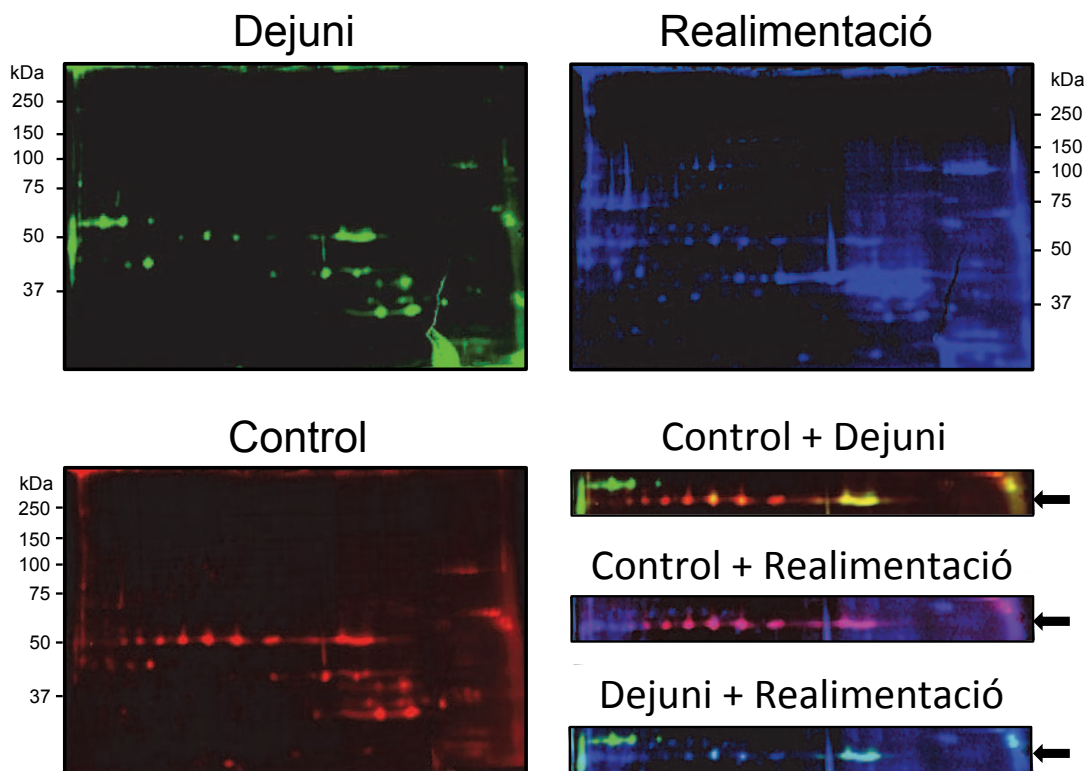 Dejuni
kDa
250
150
100
75
50
37
Realimentació
kDa
250
150
100
75
50
37
Control
kDa
250
150
100
75
50
37
Control + Dejuni
Control + Realimentació
Dejuni + Realimentació